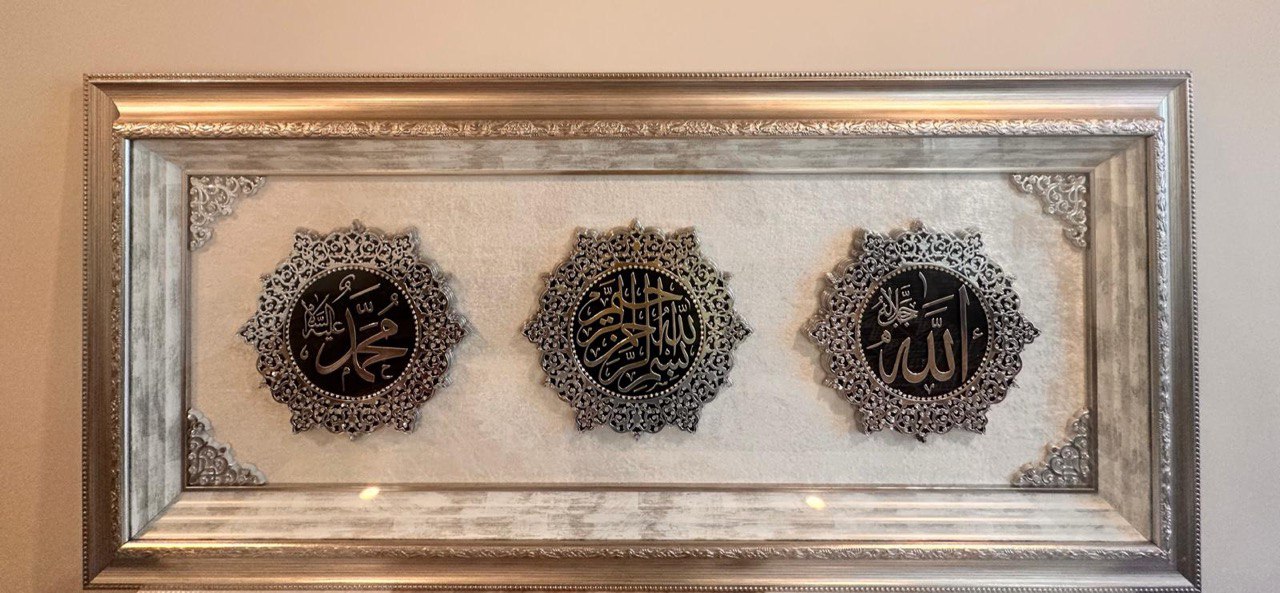 الله جل جلاله
بسم الله الرحمن الرحيم
محمد عليه السلام